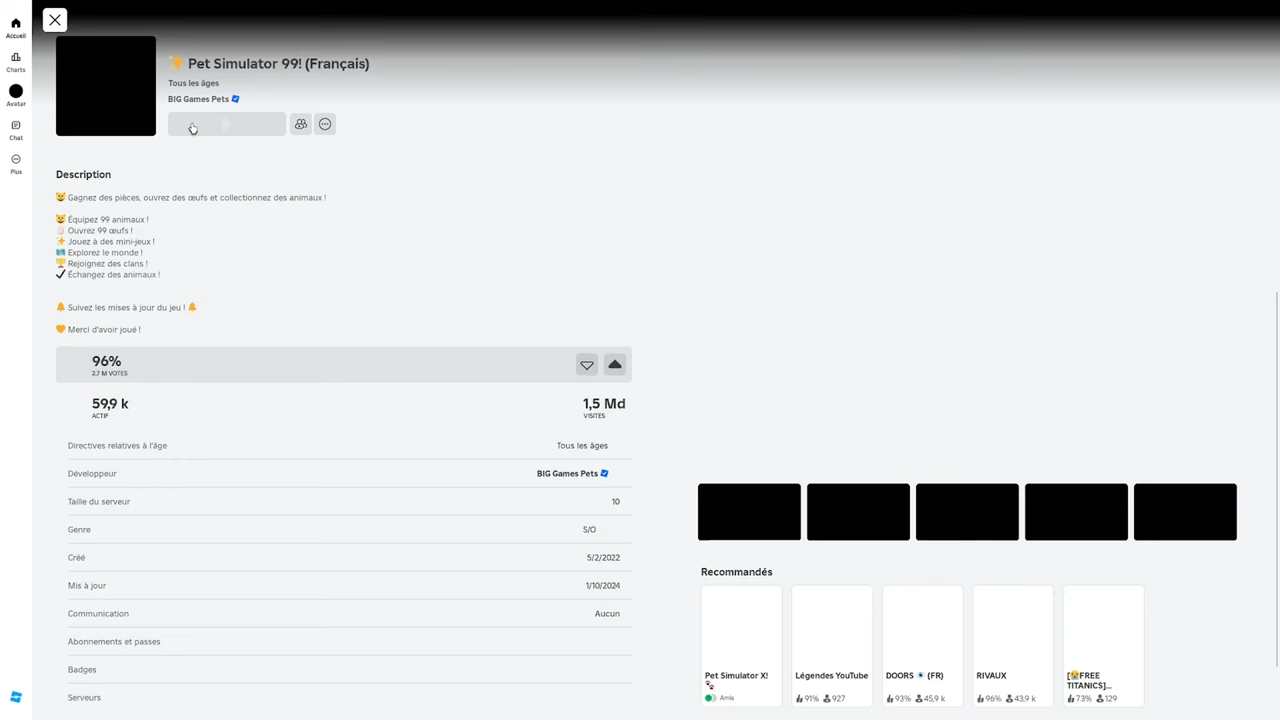 Accueil
Charts
Avatar
Chat
Plus
✨ Pet Simulator 99! (Français)
Tous les âges
BIG Games Pets
Description
😺 Gagnez des pièces, ouvrez des œufs et collectionnez des animaux !
😺 Équipez 99 animaux !
🥚 Ouvrez 99 œufs !
✨ Jouez à des mini-jeux !
🗺️ Explorez le monde !
🏆 Rejoignez des clans !
✔️ Échangez des animaux !
🔔 Suivez les mises à jour du jeu ! 🔔
🧡 Merci d'avoir joué !
96%
2,7 M VOTES
59,9 k
ACTIF
1,5 Md
VISITES
Directives relatives à l'âge
Tous les âges
Développeur
BIG Games Pets
Taille du serveur
10
Genre
S/O
Créé
5/2/2022
Mis à jour
1/10/2024
Communication
Aucun
Abonnements et passes
Badges
Serveurs
Recommandés
Pet Simulator X! 🐾
Amis
Légendes YouTube
91% 927
DOORS 👁️ (FR)
93% 45,9 k
RIVAUX
96% 43,9 k
[😭FREE
TITANICS]...
73% 129